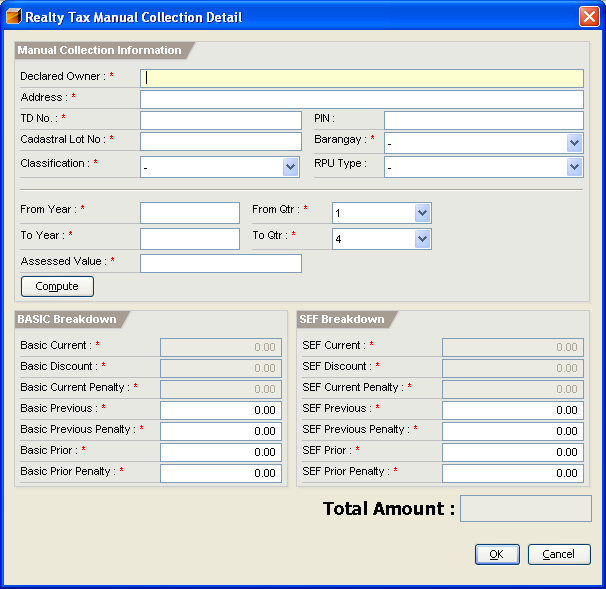 Realty Tax Manual Collection Detail
Manual Collection Information
Declared Owner : *
Address : *
TD No. : * PIN :
Cadastral Lot No : * Barangay : * -
Classification : * - RPU Type : -
From Year : * From Qtr : * 1
To Year : * To Qtr : * 4
Assessed Value : *
Compute
BASIC Breakdown
Basic Current : * 0.00
Basic Discount : * 0.00
Basic Current Penalty : * 0.00
Basic Previous : * 0.00
Basic Previous Penalty : * 0.00
Basic Prior : * 0.00
Basic Prior Penalty : * 0.00
SEF Breakdown
SEF Current : * 0.00
SEF Discount : * 0.00
SEF Current Penalty : * 0.00
SEF Previous : * 0.00
SEF Previous Penalty : * 0.00
SEF Prior : * 0.00
SEF Prior Penalty : * 0.00
Total Amount :
OK Cancel